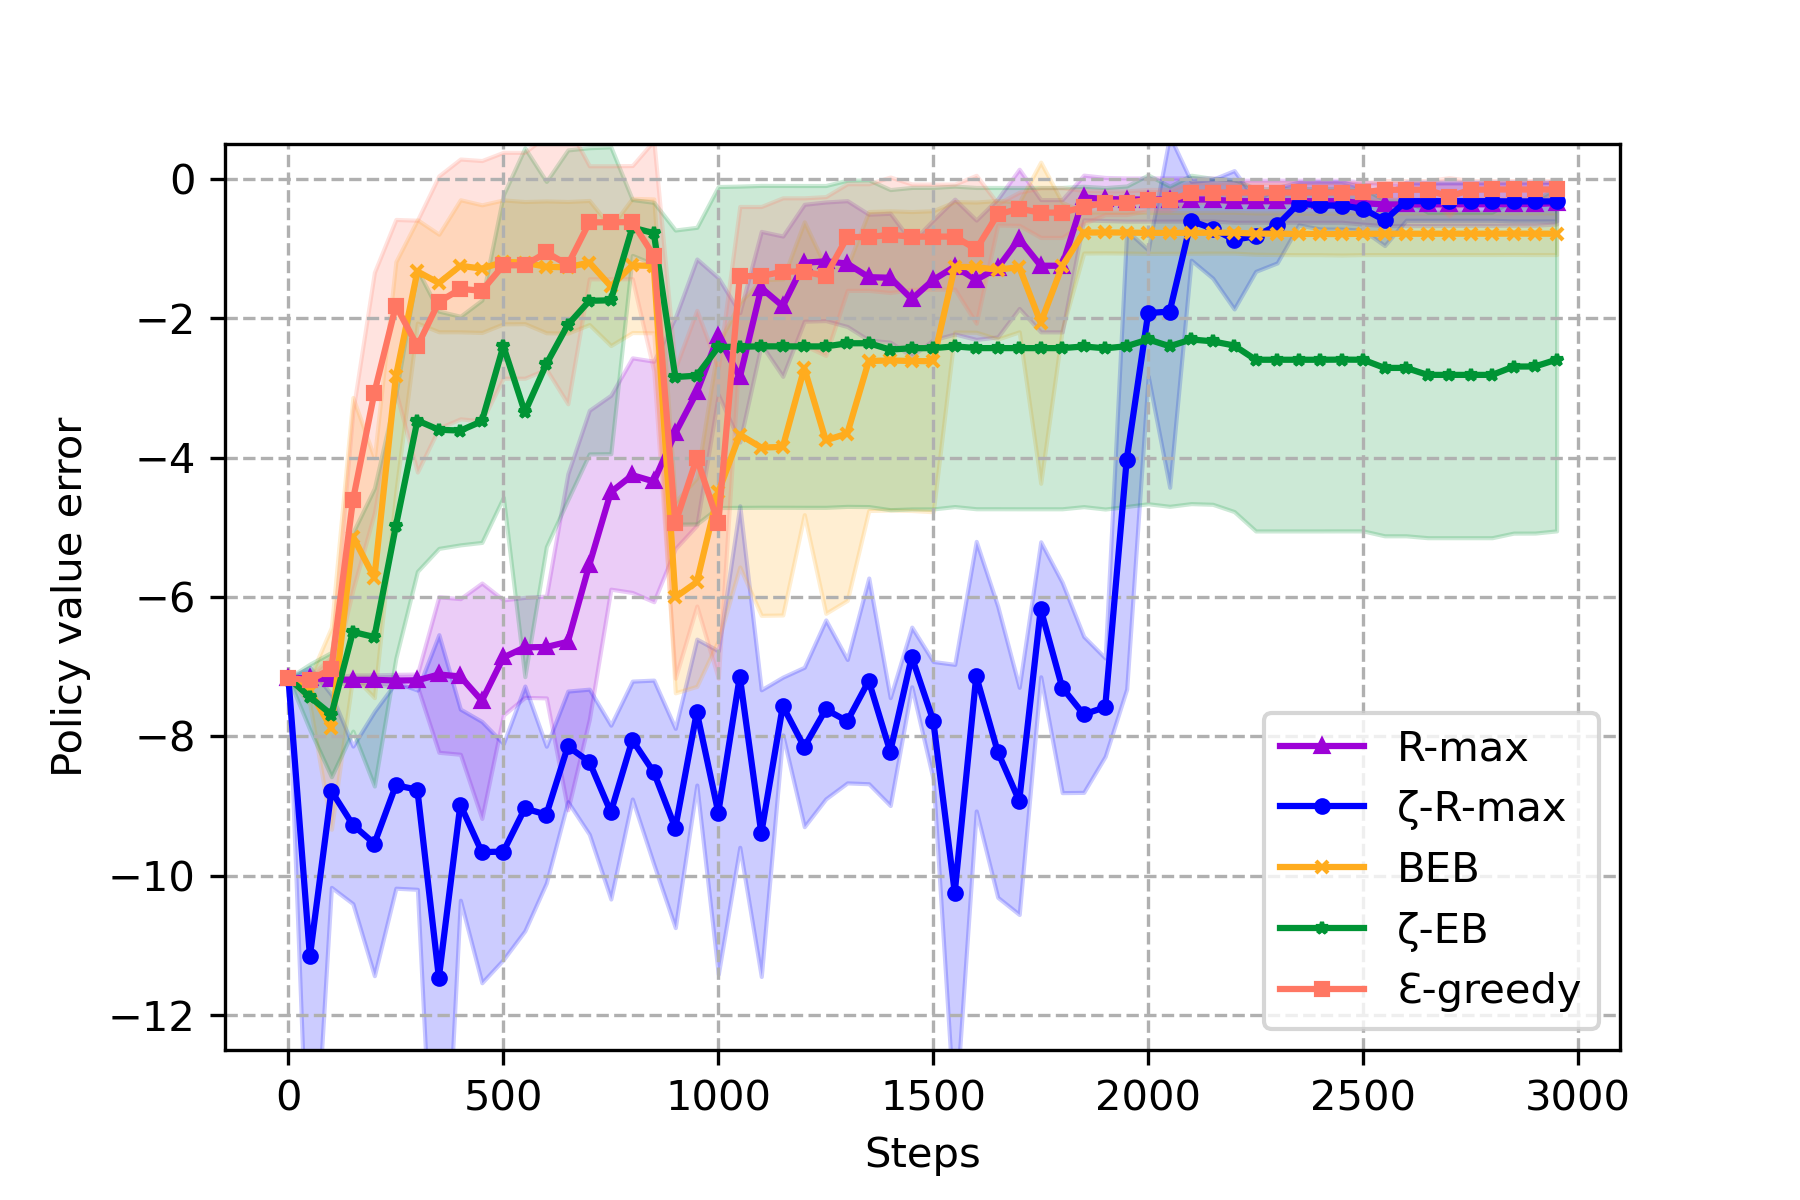 0
−2
−4
−6
−8
−10
−12
Policy value error
R-max
ζ-R-max
BEB
ζ-EB
Ɛ-greedy
0 500 1000 1500 2000 2500 3000
Steps